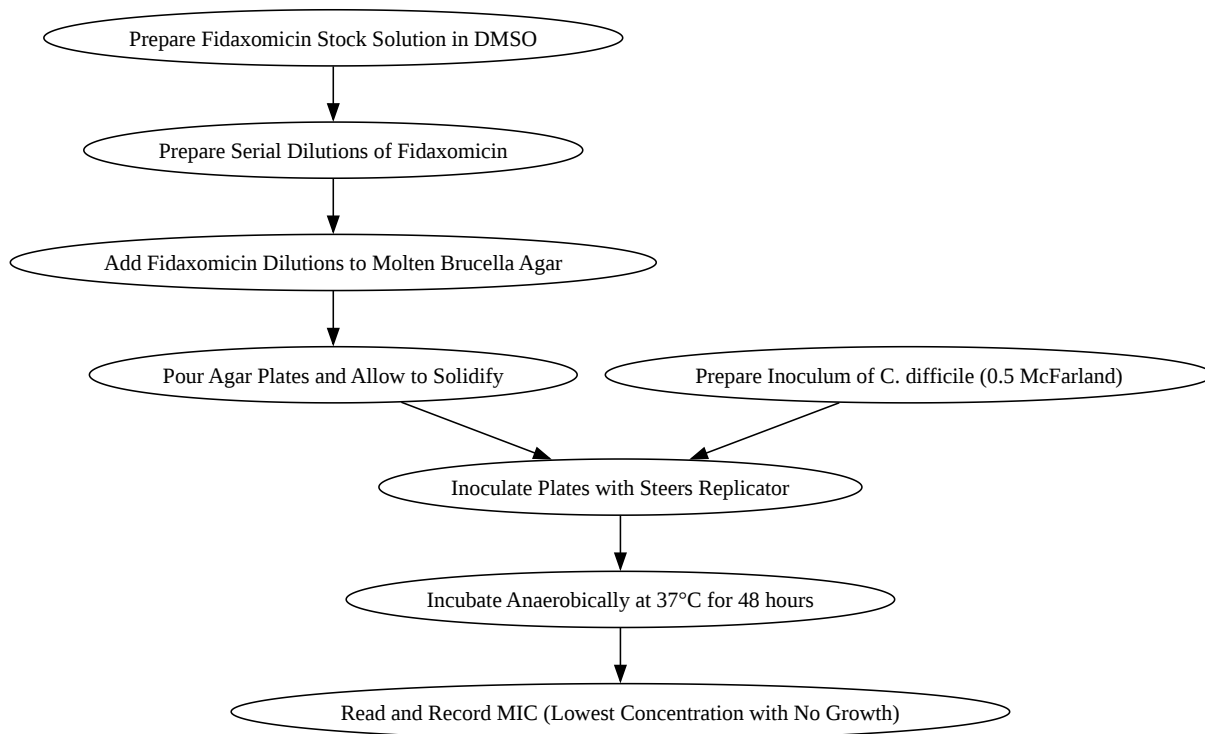 Prepare Fidaxomicin Stock Solution in DMSO
Prepare Serial Dilutions of Fidaxomicin
Add Fidaxomicin Dilutions to Molten Brucella Agar
Pour Agar Plates and Allow to Solidify
Prepare Inoculum of C. difficile (0.5 McFarland)
Inoculate Plates with Steers Replicator
Incubate Anaerobically at 37°C for 48 hours
Read and Record MIC (Lowest Concentration with No Growth)